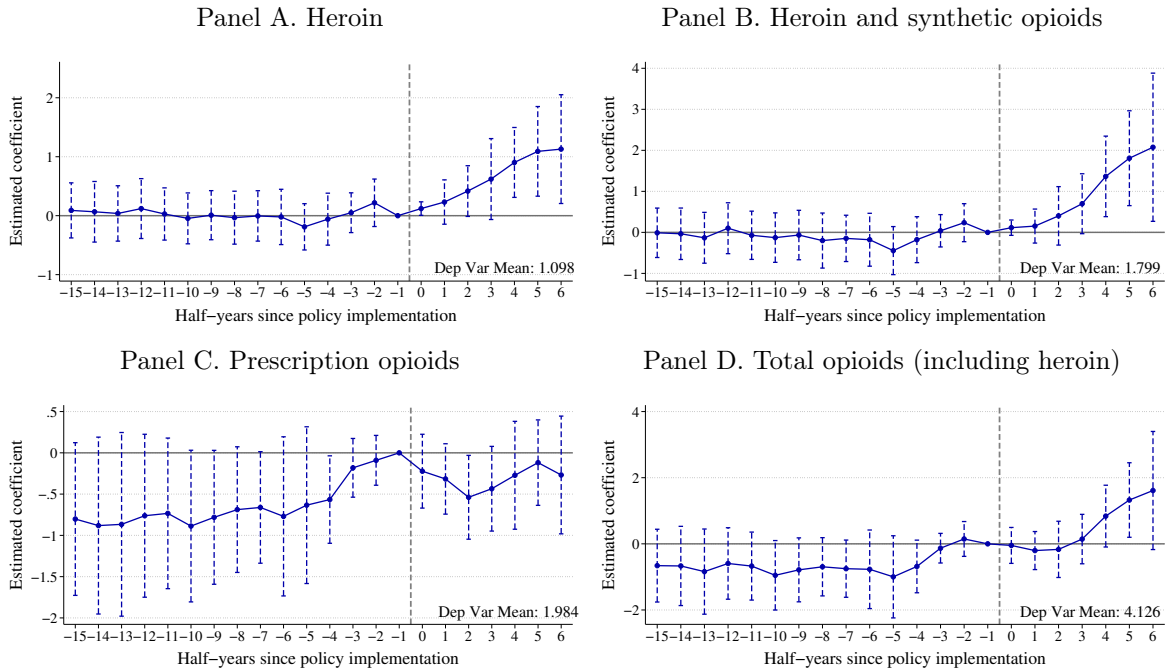 Panel A. Heroin
Estimated coefficient
2
1
0
−1
Dep Var Mean: 1.098
−15 −14 −13 −12 −11 −10 −9 −8 −7 −6 −5 −4 −3 −2 −1 0 1 2 3 4 5 6
Half−years since policy implementation
Panel B. Heroin and synthetic opioids
Estimated coefficient
4
3
2
1
0
−1
Dep Var Mean: 1.799
−15 −14 −13 −12 −11 −10 −9 −8 −7 −6 −5 −4 −3 −2 −1 0 1 2 3 4 5 6
Half−years since policy implementation
Panel C. Prescription opioids
Estimated coefficient
.5
0
−.5
−1
−1.5
−2
Dep Var Mean: 1.984
−15 −14 −13 −12 −11 −10 −9 −8 −7 −6 −5 −4 −3 −2 −1 0 1 2 3 4 5 6
Half−years since policy implementation
Panel D. Total opioids (including heroin)
Estimated coefficient
4
2
0
−2
Dep Var Mean: 4.126
−15 −14 −13 −12 −11 −10 −9 −8 −7 −6 −5 −4 −3 −2 −1 0 1 2 3 4 5 6
Half−years since policy implementation